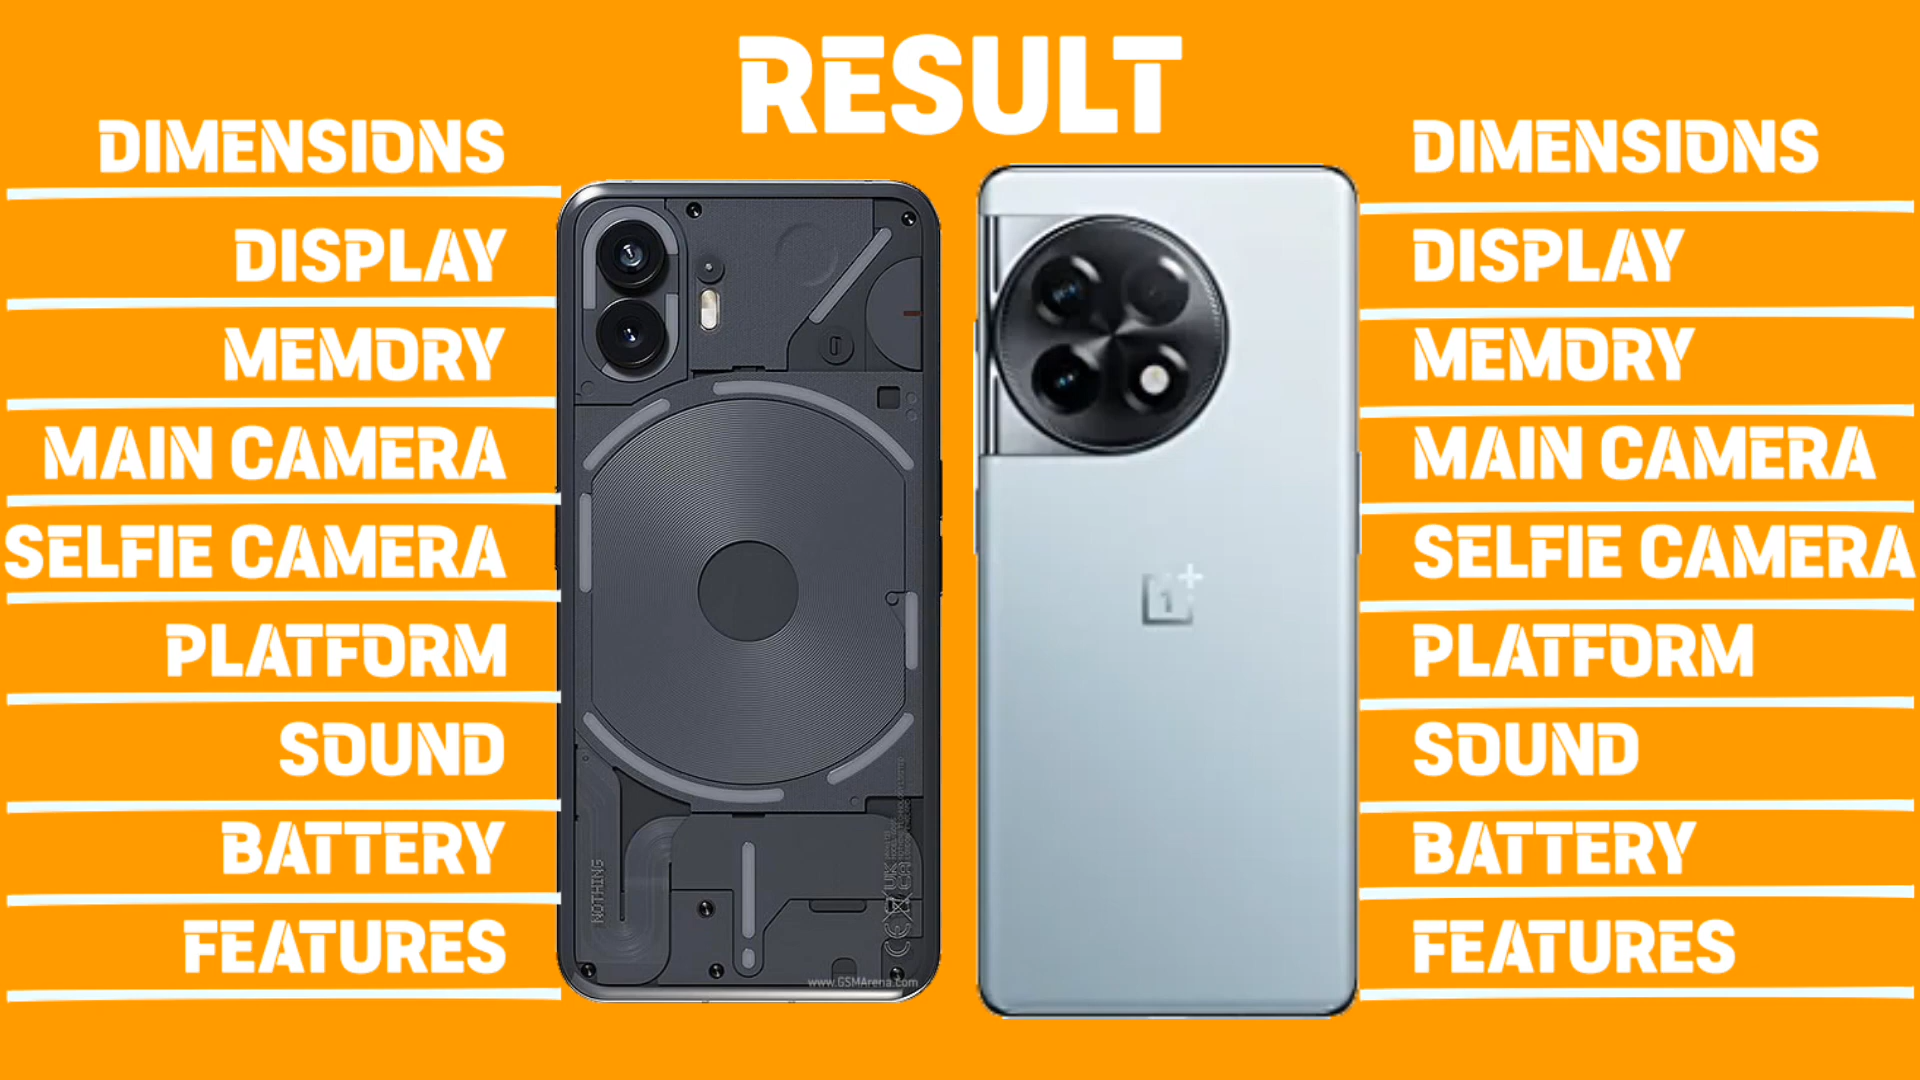 RESULT
DIMENSIONS
DISPLAY
MEMORY
MAIN CAMERA
SELFIE CAMERA
PLATFORM
SOUND
BATTERY
FEATURES
NOTHING
www.GSMArena.com
DIMENSIONS
DISPLAY
MEMORY
MAIN CAMERA
SELFIE CAMERA
PLATFORM
SOUND
BATTERY
FEATURES